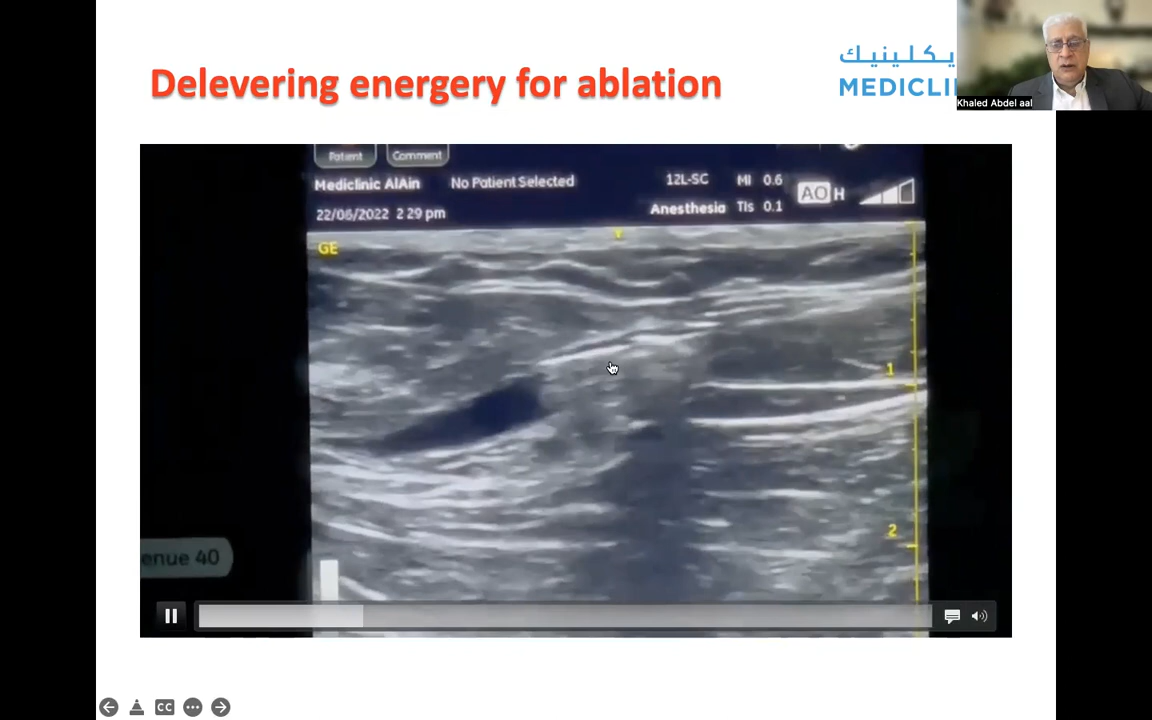 Delevering energery for ablation
يكلينيك
MEDICLI
Khaled Abdel aal
Patient
Comment
Mediclinic AlAin
No Patient Selected
12L-SC
MI 0.6
AO H
22/06/2022 2 29 pm
Anesthesia
TIs 0.1
GE
1
2
enue 40
CC